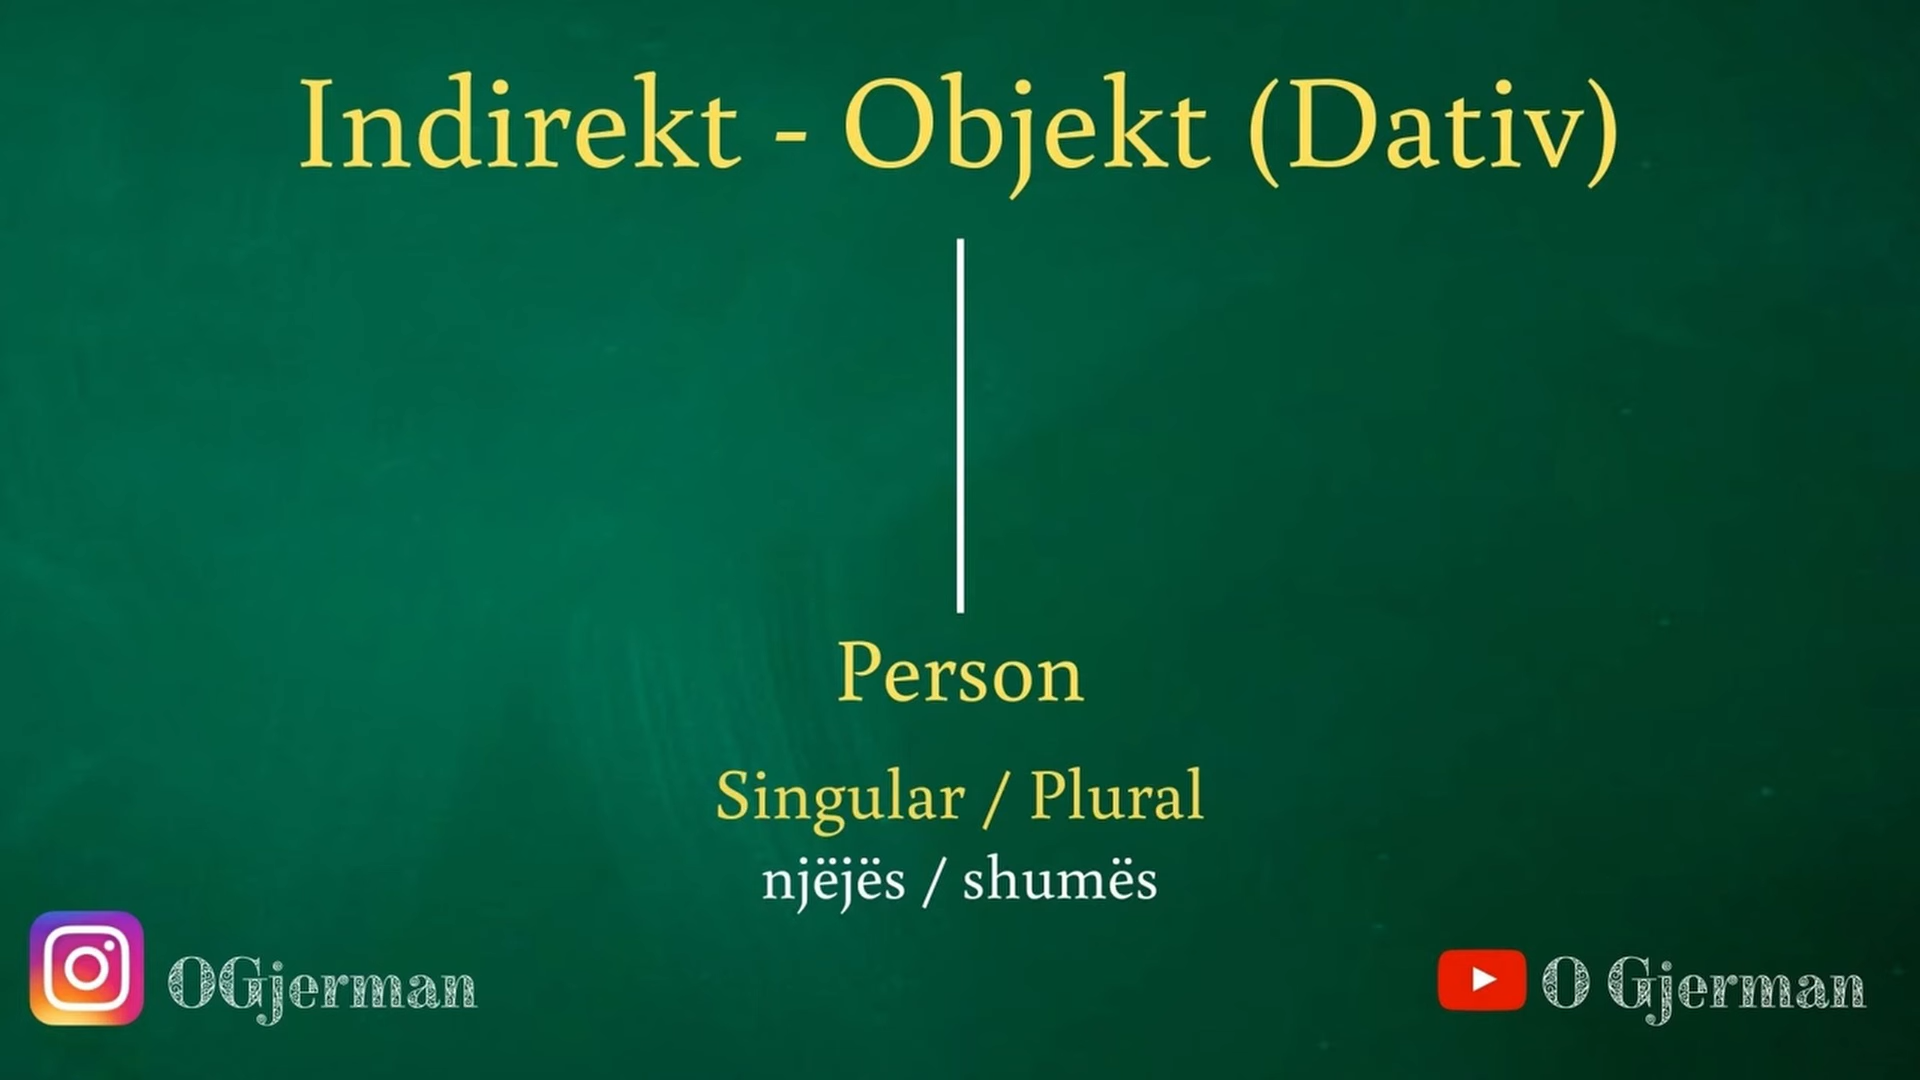 Indirekt - Objekt (Dativ)
Person
Singular / Plural
njëjës / shumës
OGjerman
O Gjerman